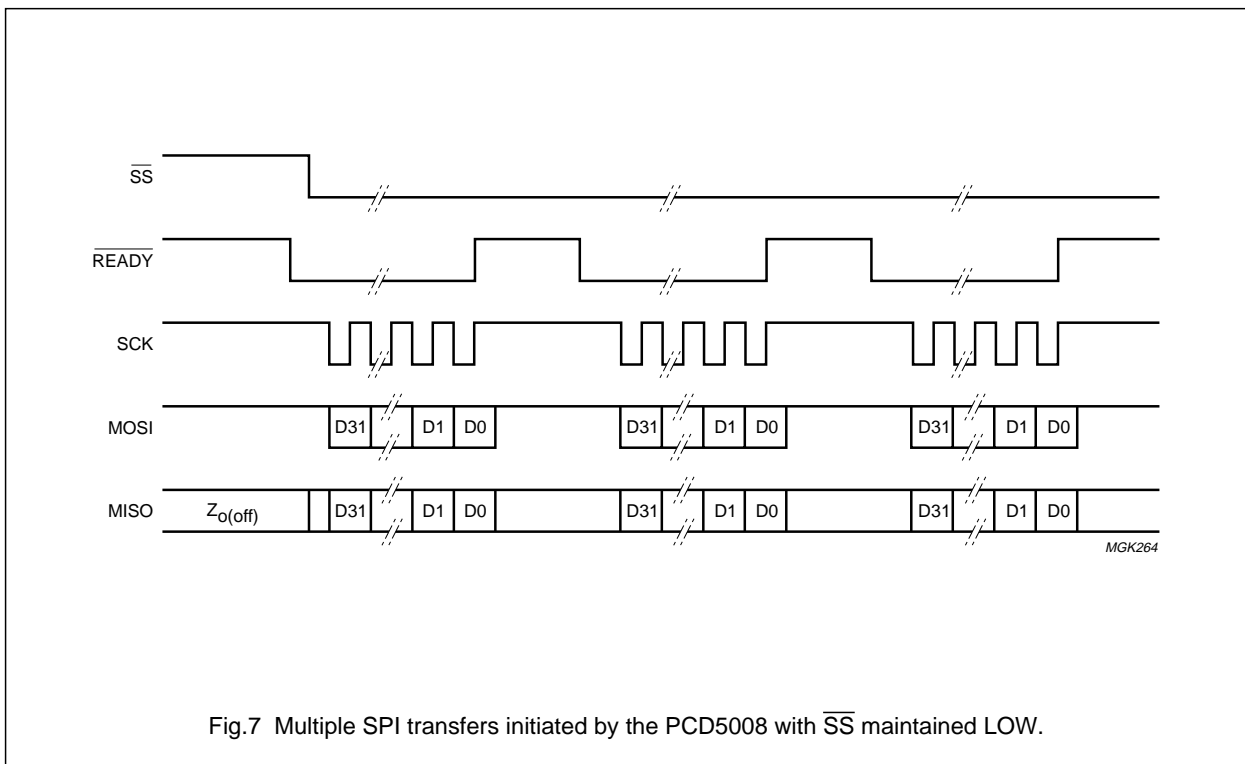 SS
READY
SCK
MOSI D31 D1 D0 D31 D1 D0 D31 D1 D0
MISO Zo(off) D31 D1 D0 D31 D1 D0 D31 D1 D0
MGK264
Fig.7 Multiple SPI transfers initiated by the PCD5008 with SS maintained LOW.